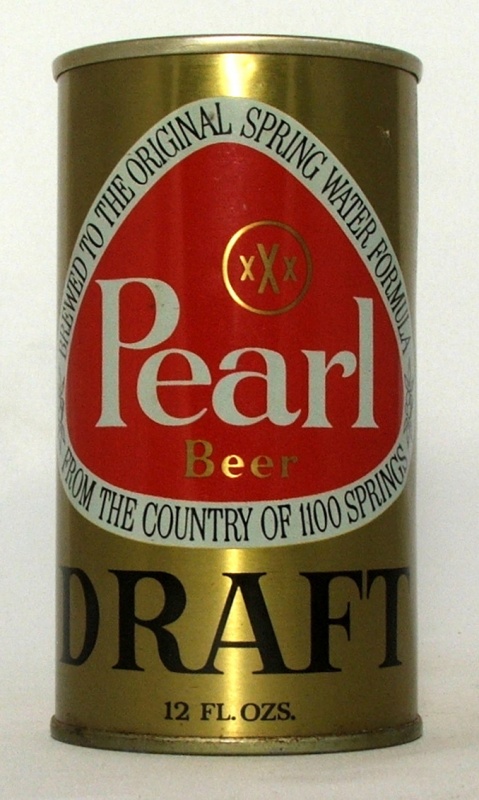 BREWED TO THE ORIGINAL SPRING WATER FORMULA
XXX
Pearl
Beer
FROM THE COUNTRY OF 1100 SPRINGS
DRAFT
12 FL. OZS.